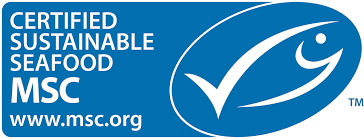 CERTIFIED
SUSTAINABLE
SEAFOOD
MSC
www.msc.org
TM